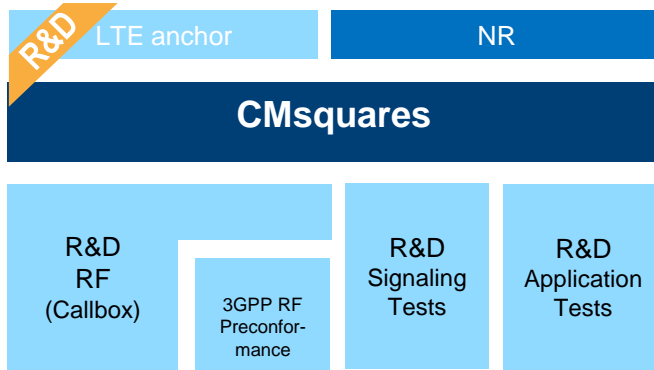 R&D
LTE anchor
NR
CMsquares
R&D
RF
(Callbox)
3GPP RF
Preconfor-
mance
R&D
Signaling
Tests
R&D
Application
Tests